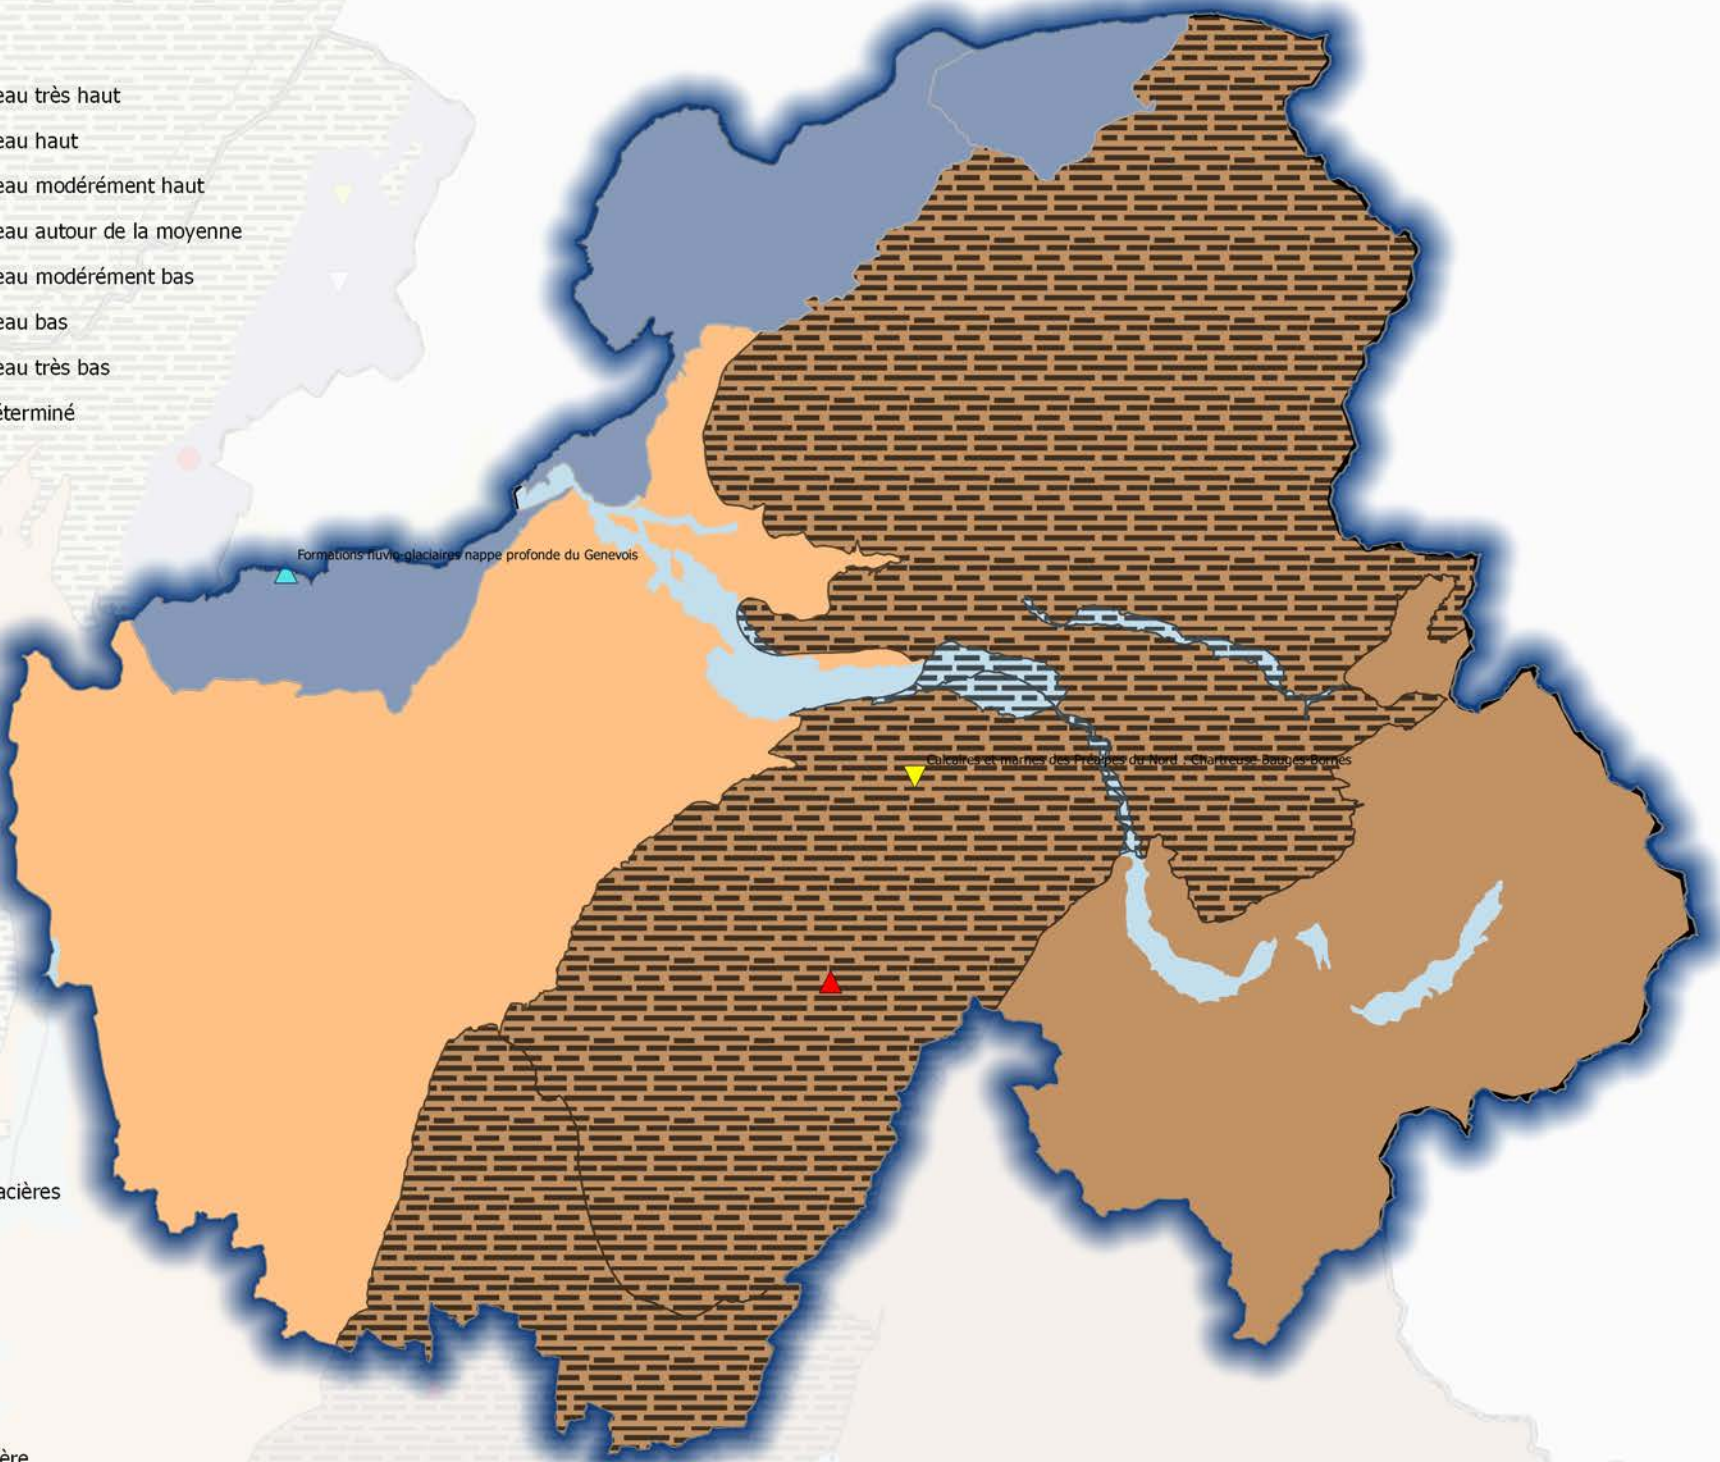 eau très haut
eau haut
eau modérément haut
eau autour de la moyenne
eau modérément bas
eau bas
eau très bas
éterminé
Formations fluvio-glaciaires nappe profonde du Genevois
Calcaires et marnes des Préalpes du Nord : Chartreuse Bauges Bornes
acières
ère